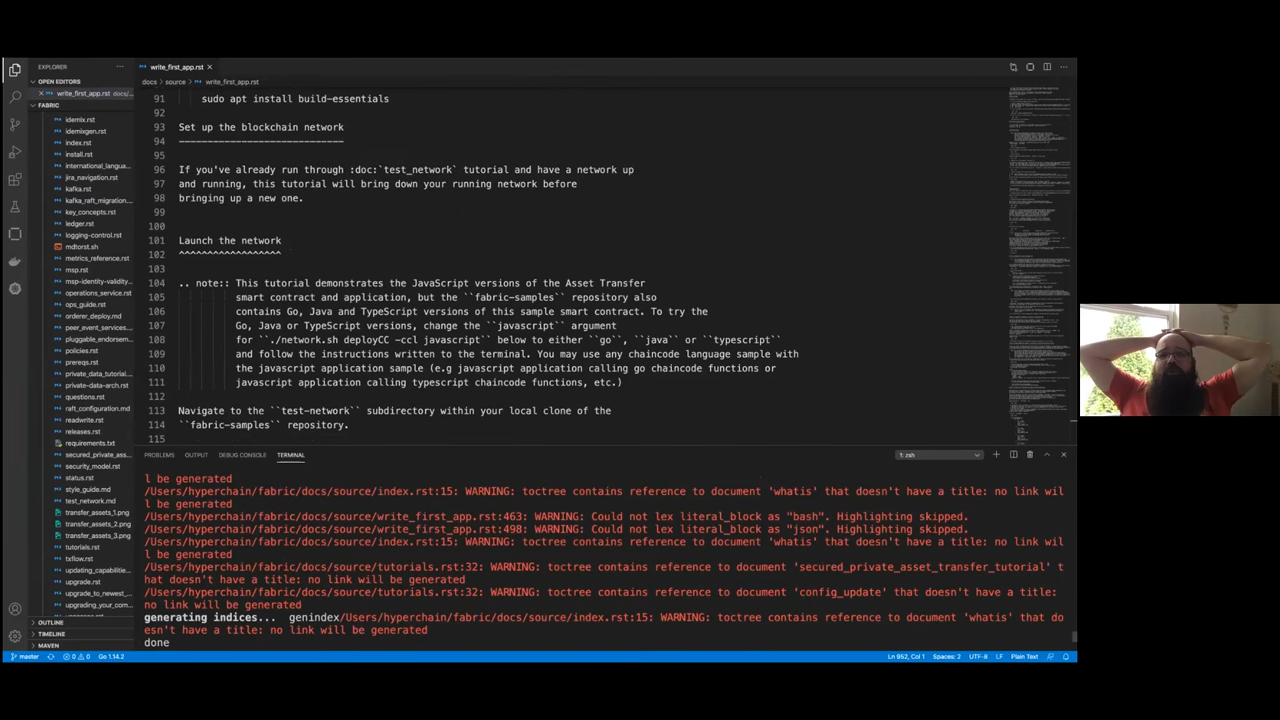 EXPLORER
write_first_app.rst
OPEN EDITORS
docs > source > write_first_app.rst
write_first_app.rst docs/...
FABRIC
idemix.rst
idemixgen.rst
index.rst
install.rst
international_langua...
jira_navigation.rst
kafka.rst
kafka_raft_migration...
key_concepts.rst
ledger.rst
logging-control.rst
mdtorst.sh
metrics_reference.rst
msp.rst
msp-identity-validity...
operations_service.rst
ops_guide.rst
orderer_deploy.md
peer_event_services...
pluggable_endorsem...
policies.rst
prereqs.rst
private_data_tutorial...
private-data-arch.rst
questions.rst
raft_configuration.md
readwrite.rst
releases.rst
requirements.txt
secured_private_ass...
security_model.rst
status.rst
style_guide.md
test_network.md
transfer_assets_1.png
transfer_assets_2.png
transfer_assets_3.png
tutorials.rst
txflow.rst
updating_capabilitie...
upgrade.rst
upgrade_to_newest_...
upgrading_your_com...
OUTLINE
TIMELINE
MAVEN
91 sudo apt install build-essentials
92
93 Set up the blockchain network
94 -----------------------------
95
96 If you've already run through :doc:`test_network` tutorial and have a network up
97 and running, this tutorial will bring down your running network before
98 bringing up a new one.
99
100
101 Launch the network
102 ^^^^^^^^^^^^^^^^^^
103
104 .. note:: This tutorial demonstrates the JavaScript versions of the Asset Transfer
105 smart contract and application, but the ``fabric-samples`` repository also
106 contains Go, Java and TypeScript versions of this sample smart contract. To try the
107 Go, Java or TypeScript versions, change the ``javascript`` argument
108 for ``./network.sh deployCC -ccl javascript`` below to either ``go``, ``java`` or ``typescript``
109 and follow the instructions written to the terminal. You may use any chaincode language sample with
110 the javascript application sample (e.g javascript application calling go chaincode functions or
111 javascript application calling typescript chaincode functions, etc.)
112
113 Navigate to the ``test-network`` subdirectory within your local clone of the
114 ``fabric-samples`` repository.
115
PROBLEMS OUTPUT DEBUG CONSOLE TERMINAL 1: zsh
l be generated
/Users/hyperchain/fabric/docs/source/index.rst:15: WARNING: toctree contains reference to document 'whatis' that doesn't have a title: no link wil
l be generated
/Users/hyperchain/fabric/docs/source/write_first_app.rst:463: WARNING: Could not lex literal_block as "bash". Highlighting skipped.
/Users/hyperchain/fabric/docs/source/write_first_app.rst:498: WARNING: Could not lex literal_block as "json". Highlighting skipped.
/Users/hyperchain/fabric/docs/source/index.rst:15: WARNING: toctree contains reference to document 'whatis' that doesn't have a title: no link wil
l be generated
/Users/hyperchain/fabric/docs/source/tutorials.rst:32: WARNING: toctree contains reference to document 'secured_private_asset_transfer_tutorial' t
hat doesn't have a title: no link will be generated
/Users/hyperchain/fabric/docs/source/tutorials.rst:32: WARNING: toctree contains reference to document 'config_update' that doesn't have a title:
no link will be generated
generating indices... genindex/Users/hyperchain/fabric/docs/source/index.rst:15: WARNING: toctree contains reference to document 'whatis' that do
esn't have a title: no link will be generated
done
master 0 0 Go 1.14.2 Ln 952, Col 1 Spaces: 2 UTF-8 LF Plain Text